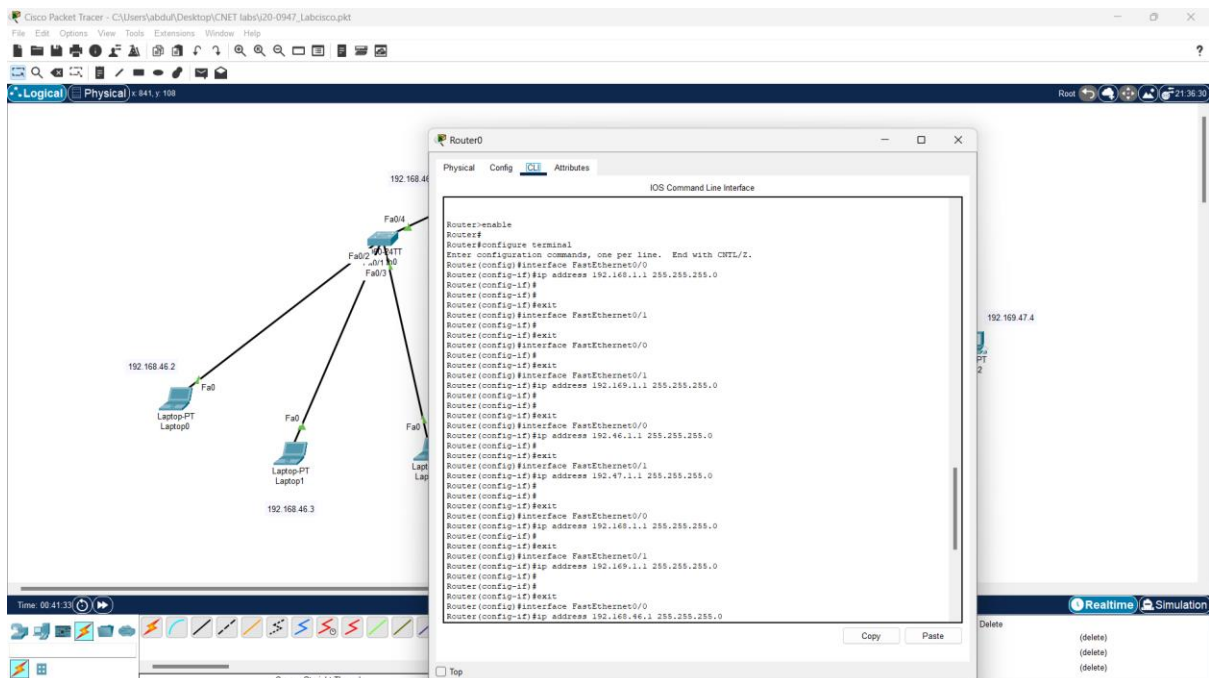 Cisco Packet Tracer - C:\Users\abdul\Desktop\CNET labs\i20-0947_Labcisco.pkt
File Edit Options View Tools Extensions Window Help
?
Logical Physical x: 841, y: 108
Root 21:36:30
Router0
Physical Config CLI Attributes
IOS Command Line Interface
192.168.46
Fa0/4
Fa0/2
Fa0/3
192.168.46.2
Fa0
Laptop-PT
Laptop0
Fa0
Laptop-PT
Laptop1
192.168.46.3
Fa0
Lapt
Lap
192.169.47.4
PT
2
Router>enable
Router#
Router#configure terminal
Enter configuration commands, one per line. End with CNTL/Z.
Router(config)#interface FastEthernet0/0
Router(config-if)#ip address 192.168.1.1 255.255.255.0
Router(config-if)#
Router(config-if)#
Router(config-if)#exit
Router(config)#interface FastEthernet0/1
Router(config-if)#
Router(config-if)#exit
Router(config)#interface FastEthernet0/0
Router(config-if)#
Router(config-if)#exit
Router(config)#interface FastEthernet0/1
Router(config-if)#ip address 192.169.1.1 255.255.255.0
Router(config-if)#
Router(config-if)#
Router(config-if)#exit
Router(config)#interface FastEthernet0/0
Router(config-if)#ip address 192.46.1.1 255.255.255.0
Router(config-if)#
Router(config-if)#exit
Router(config)#interface FastEthernet0/1
Router(config-if)#ip address 192.47.1.1 255.255.255.0
Router(config-if)#
Router(config-if)#
Router(config-if)#exit
Router(config)#interface FastEthernet0/0
Router(config-if)#ip address 192.168.1.1 255.255.255.0
Router(config-if)#
Router(config-if)#exit
Router(config)#interface FastEthernet0/1
Router(config-if)#ip address 192.169.1.1 255.255.255.0
Router(config-if)#
Router(config-if)#
Router(config-if)#exit
Router(config)#interface FastEthernet0/0
Router(config-if)#ip address 192.168.46.1 255.255.255.0
Copy Paste
Top
Time: 00:41:33
Realtime Simulation
Delete
(delete)
(delete)
(delete)